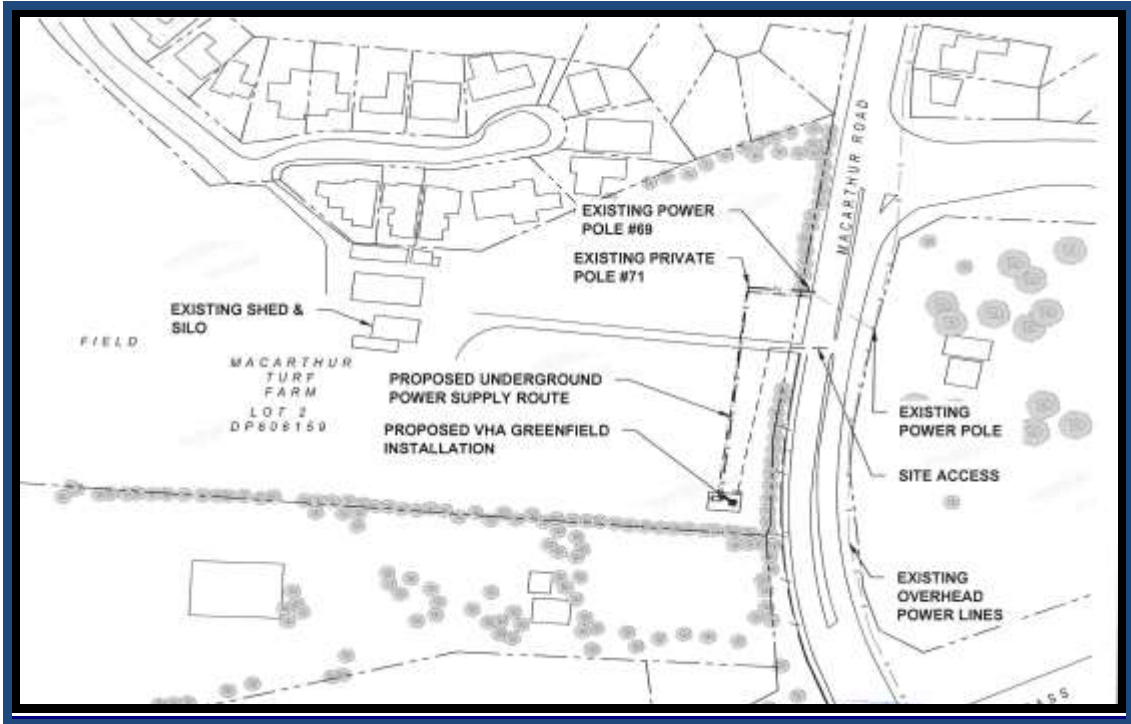 MACARTHUR ROAD
EXISTING POWER
POLE #69
EXISTING PRIVATE
POLE #71
EXISTING SHED &
SILO
FIELD
MACARTHUR
TURF
FARM
LOT 2
DP608159
PROPOSED UNDERGROUND
POWER SUPPLY ROUTE
PROPOSED VHA GREENFIELD
INSTALLATION
EXISTING
POWER POLE
SITE ACCESS
EXISTING
OVERHEAD
POWER LINES